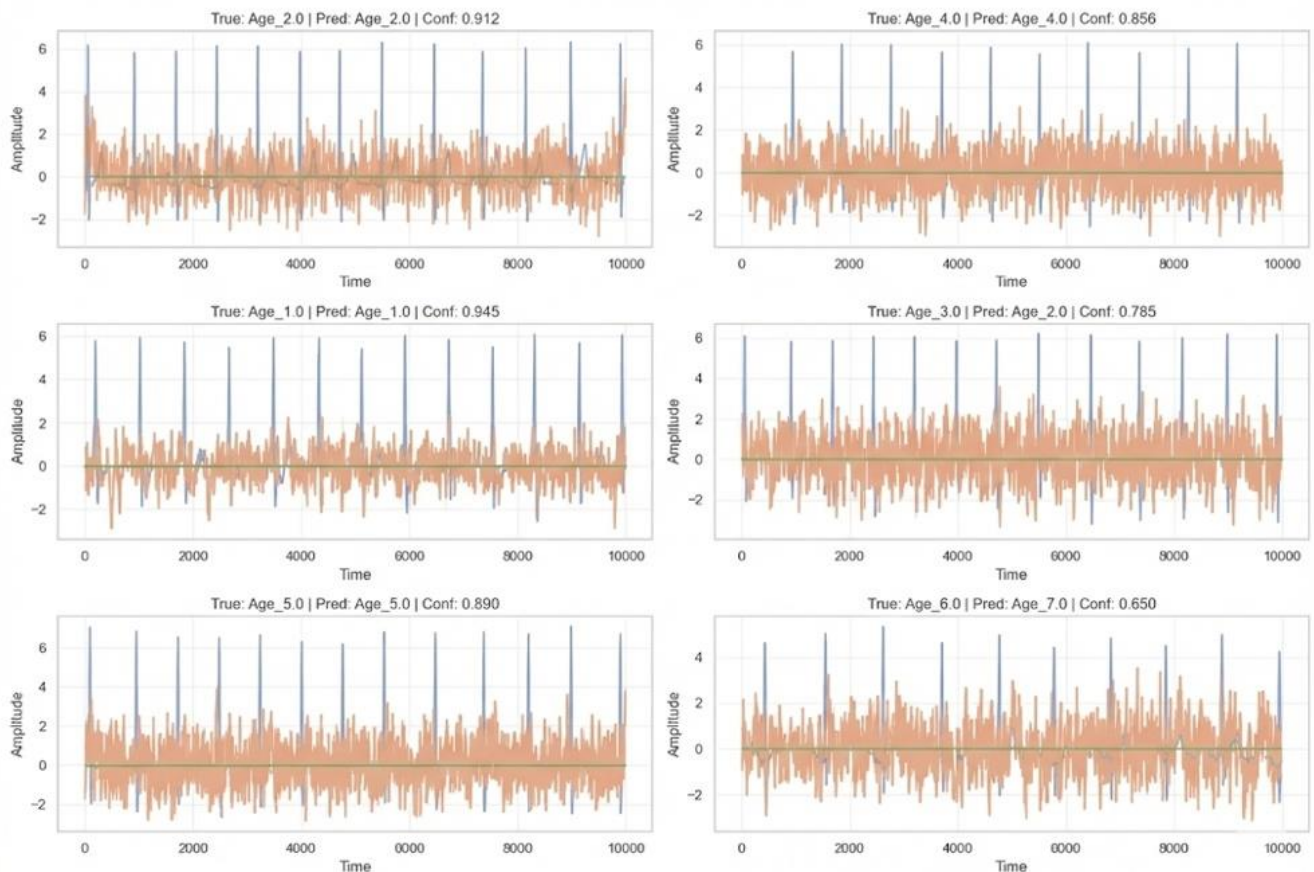 True: Age_2.0 | Pred: Age_2.0 | Conf: 0.912
6
4
2
0
−2
Amplitude
0 2000 4000 6000 8000 10000
Time
True: Age_4.0 | Pred: Age_4.0 | Conf: 0.856
6
4
2
0
−2
Amplitude
0 2000 4000 6000 8000 10000
Time
True: Age_1.0 | Pred: Age_1.0 | Conf: 0.945
6
4
2
0
−2
Amplitude
0 2000 4000 6000 8000 10000
Time
True: Age_3.0 | Pred: Age_2.0 | Conf: 0.785
6
4
2
0
−2
Amplitude
0 2000 4000 6000 8000 10000
Time
True: Age_5.0 | Pred: Age_5.0 | Conf: 0.890
6
4
2
0
−2
Amplitude
0 2000 4000 6000 8000 10000
Time
True: Age_6.0 | Pred: Age_7.0 | Conf: 0.650
4
2
0
−2
Amplitude
0 2000 4000 6000 8000 10000
Time